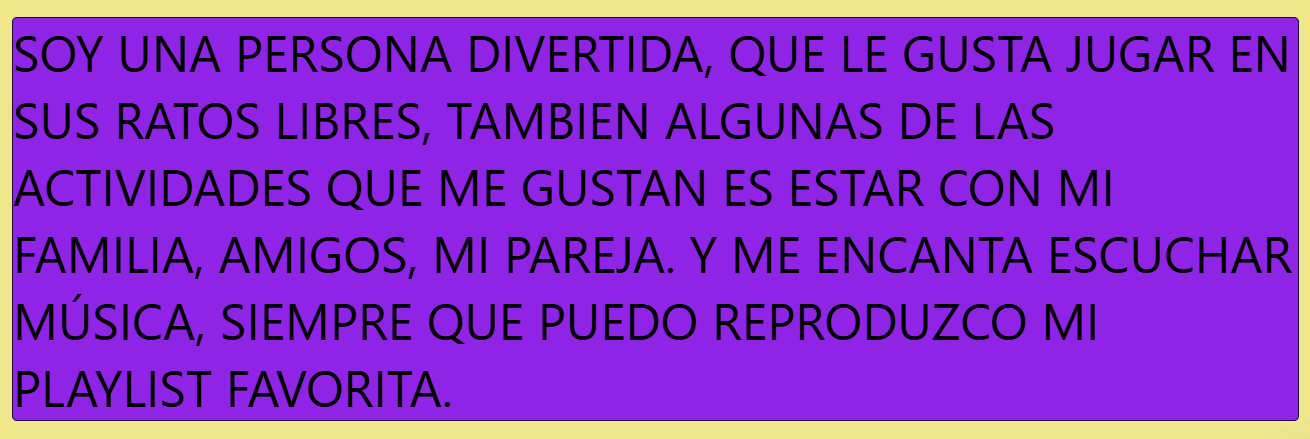 SOY UNA PERSONA DIVERTIDA, QUE LE GUSTA JUGAR EN
SUS RATOS LIBRES, TAMBIEN ALGUNAS DE LAS
ACTIVIDADES QUE ME GUSTAN ES ESTAR CON MI
FAMILIA, AMIGOS, MI PAREJA. Y ME ENCANTA ESCUCHAR
MÚSICA, SIEMPRE QUE PUEDO REPRODUZCO MI
PLAYLIST FAVORITA.